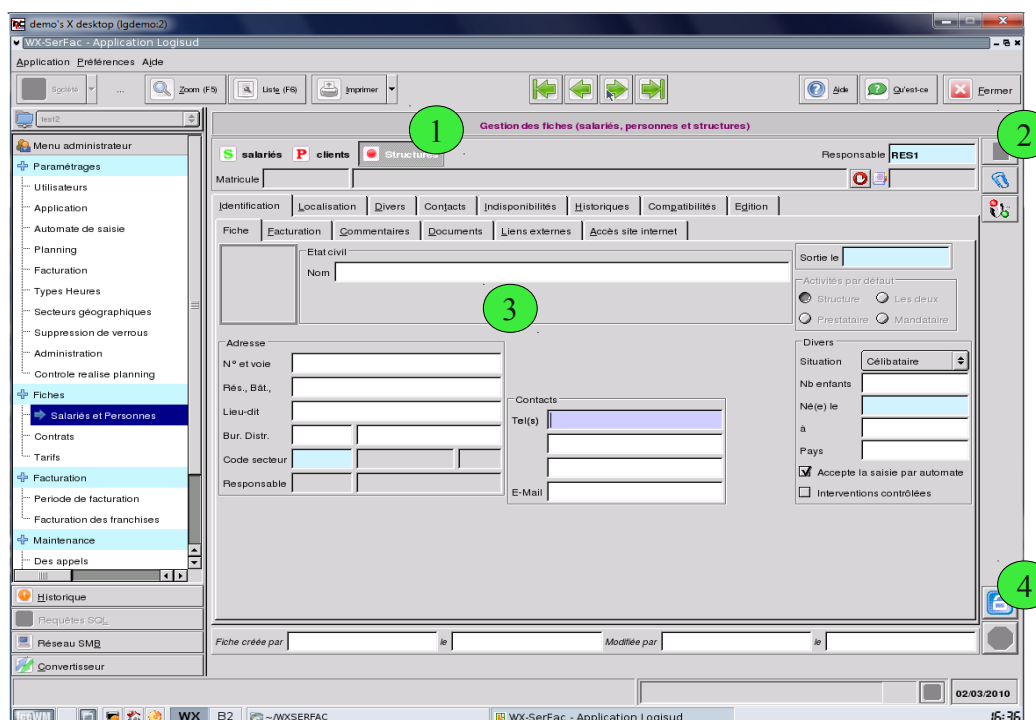 demo's X desktop (lgdemo:2)
WX-SerFac - Application Logisud
Application Préférences Aide
Société ... Zoom (F5) Liste (F6) Imprimer Aide Qu'est-ce Fermer
test2
Gestion des fiches (salariés, personnes et structures)
1
2
Menu administrateur
Paramétrages
Utilisateurs
Application
Automate de saisie
Planning
Facturation
Types Heures
Secteurs géographiques
Suppression de verrous
Administration
Controle realise planning
Fiches
Salariés et Personnes
Contrats
Tarifs
Facturation
Periode de facturation
Facturation des franchises
Maintenance
Des appels
Historique
Requêtes SQL
Réseau SMB
Convertisseur
S salariés P clients Structures Responsable RES1
Matricule
Identification Localisation Divers Contacts Indisponibilités Historiques Compatibilités Edition
Fiche Facturation Commentaires Documents Liens externes Accès site internet
Etat civil
Nom
3
Sortie le
Activités par défaut
Structure Les deux
Prestataire Mandataire
Adresse
N° et voie
Rés., Bât.,
Lieu-dit
Bur. Distr.
Code secteur
Responsable
Contacts
Tel(s)
E-Mail
Divers
Situation Célibataire
Nb enfants
Né(e) le
à
Pays
Accepte la saisie par automate
Interventions contrôlées
4
Fiche créée par le Modifiée par le
02/03/2010
WX B2 ~/WXSERFAC WX-SerFac - Application Logisud 15:36